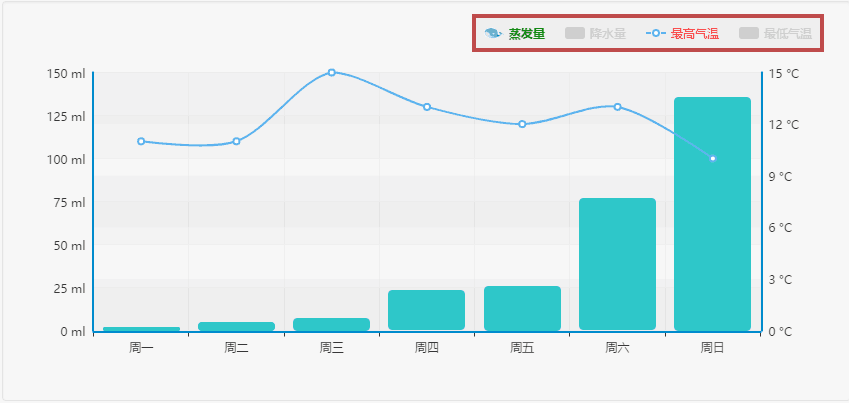 蒸发量 降水量 最高气温 最低气温
150 ml 15 °C
125 ml 12 °C
100 ml 9 °C
75 ml 6 °C
50 ml 3 °C
25 ml 0 °C
0 ml
周一 周二 周三 周四 周五 周六 周日